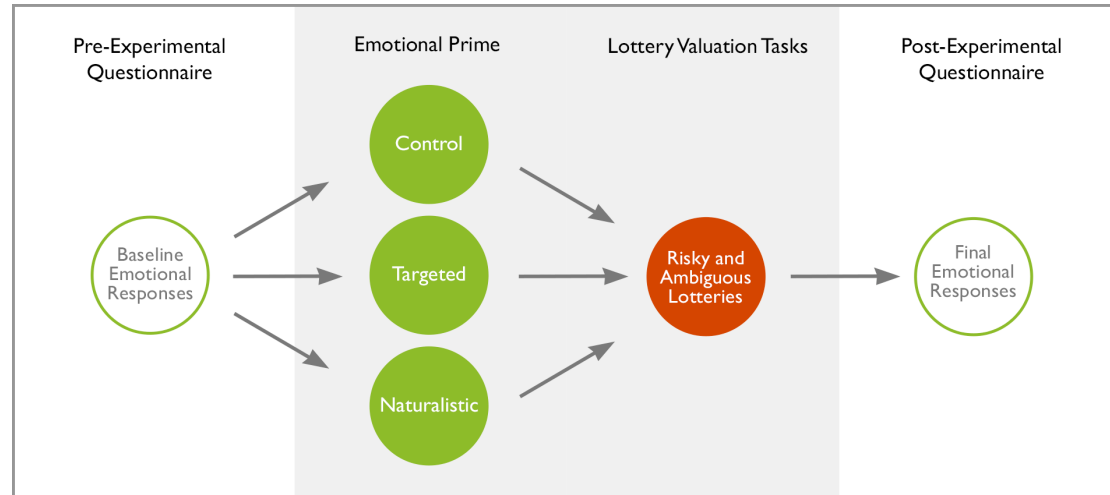 Pre-Experimental
Questionnaire
Emotional Prime
Lottery Valuation Tasks
Post-Experimental
Questionnaire
Control
Baseline
Emotional
Responses
Targeted
Risky and
Ambiguous
Lotteries
Final
Emotional
Responses
Naturalistic